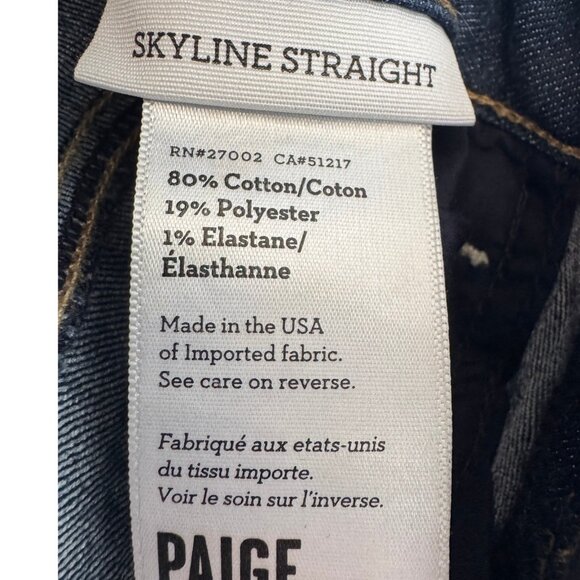 SKYLINE STRAIGHT
RN#27002 CA#51217
80% Cotton/Coton
19% Polyester
1% Elastane/
Élasthanne
Made in the USA
of Imported fabric.
See care on reverse.
Fabriqué aux etats-unis
du tissu importe.
Voir le soin sur l'inverse.
PAIGE